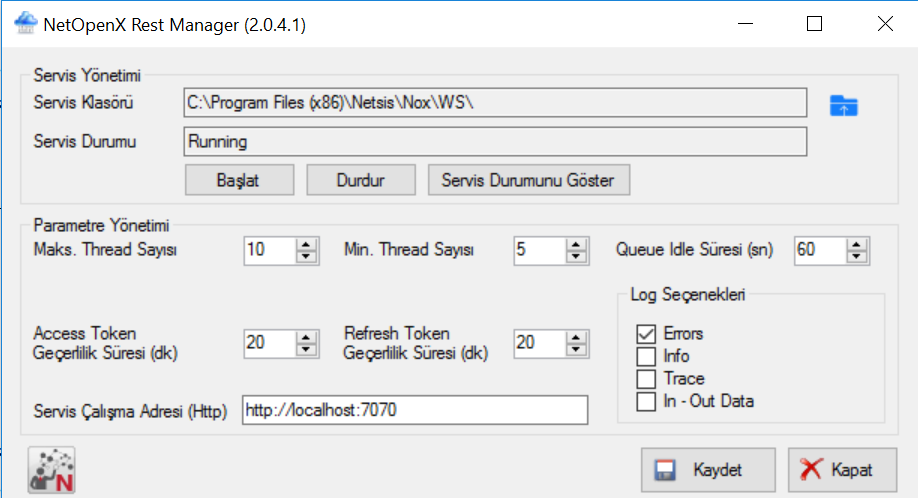 NetOpenX Rest Manager (2.0.4.1)
Servis Yönetimi
Servis Klasörü C:\Program Files (x86)\Netsis\Nox\WS\
Servis Durumu Running
Başlat Durdur Servis Durumunu Göster
Parametre Yönetimi
Maks. Thread Sayısı 10 Min. Thread Sayısı 5 Queue Idle Süresi (sn) 60
Log Seçenekleri
Access Token
Geçerlilik Süresi (dk) 20
Refresh Token
Geçerlilik Süresi (dk) 20
Errors
Info
Trace
In - Out Data
Servis Çalışma Adresi (Http) http://localhost:7070
N
Kaydet Kapat